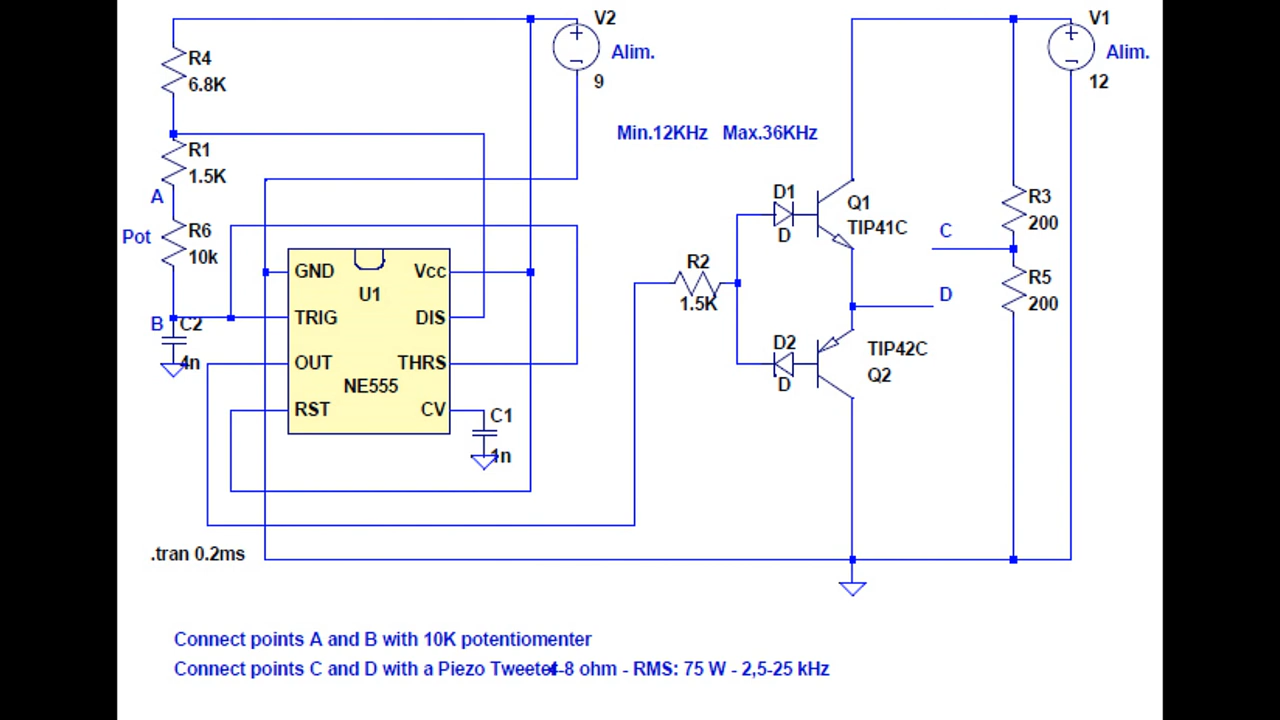 V2
Alim.
9
V1
Alim.
12
R4
6.8K
Min.12KHz Max.36KHz
R1
1.5K
A
Pot
R6
10k
B
C2
4n
GND
Vcc
U1
TRIG
DIS
OUT
THRS
NE555
RST
CV
C1
1n
R2
1.5K
D1
D
D2
D
Q1
TIP41C
TIP42C
Q2
C
D
R3
200
R5
200
.tran 0.2ms
Connect points A and B with 10K potentiomenter
Connect points C and D with a Piezo Tweeter 4-8 ohm - RMS: 75 W - 2,5-25 kHz